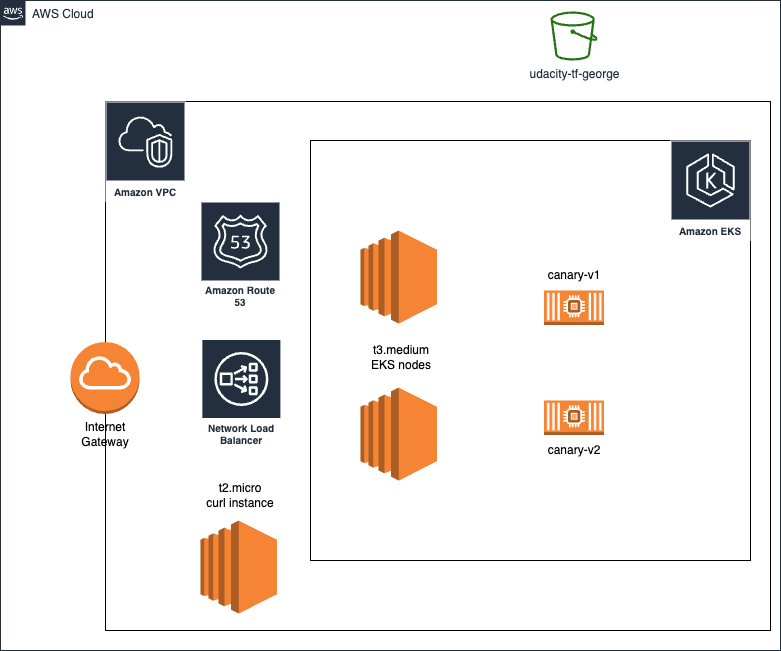 aws
AWS Cloud
udacity-tf-george
Amazon VPC
Amazon EKS
53
K
Amazon Route
53
canary-v1
t3.medium
EKS nodes
Internet
Gateway
Network Load
Balancer
canary-v2
t2.micro
curl instance